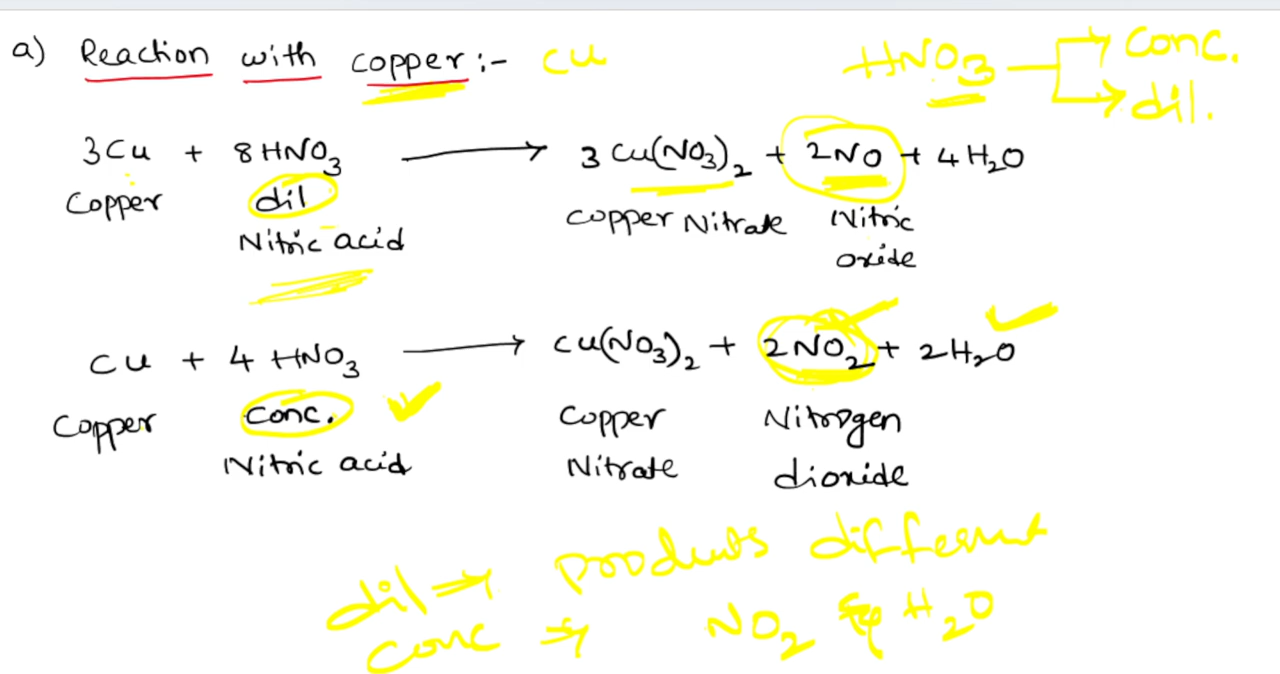 a) Reaction with copper :- Cu
HNO3 → Conc.
→ dil.
3Cu + 8HNO3 → 3Cu(NO3)2 + 2NO + 4H2O
Copper dil Copper Nitrate Nitric
Nitric acid oxide
Cu + 4 HNO3 → Cu(NO3)2 + 2NO2 + 2H2O
Copper Conc. Copper Nitrogen
Nitric acid Nitrate dioxide
dil → products different
conc → NO2 & H2O